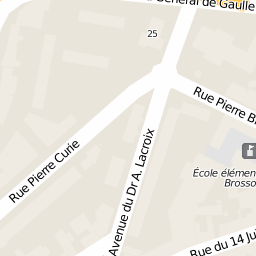 Général de Gaulle
25
Rue Pierre B
Rue Pierre Curie
Avenue du Dr A. Lacroix
École élémen
Brosso
Rue du 14 Jui